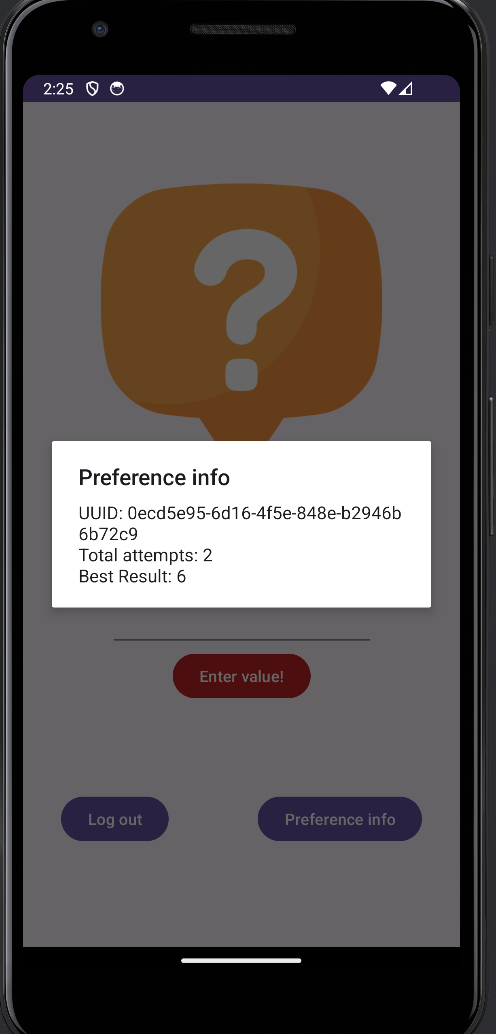 2:25
?
Preference info
UUID: 0ecd5e95-6d16-4f5e-848e-b2946b
6b72c9
Total attempts: 2
Best Result: 6
Enter value!
Log out
Preference info